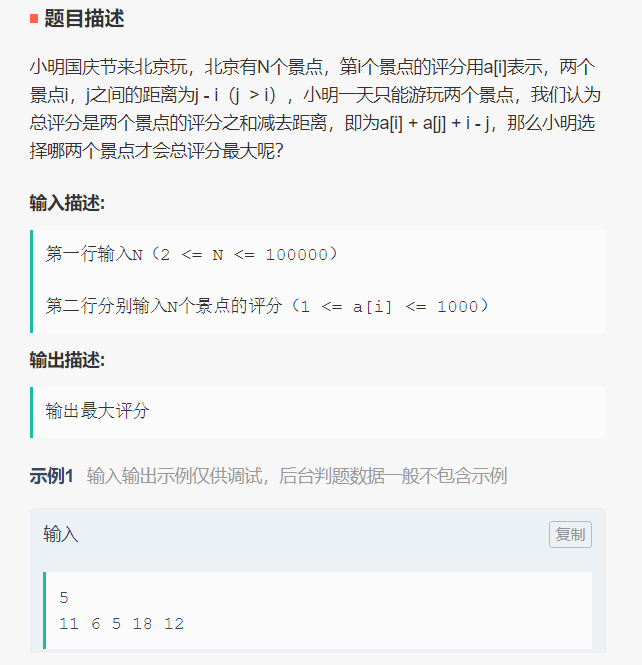 题目描述
小明国庆节来北京玩，北京有N个景点，第i个景点的评分用a[i]表示，两个
景点i，j之间的距离为j - i（j  > i），小明一天只能游玩两个景点，我们认为
总评分是两个景点的评分之和减去距离，即为a[i] + a[j] + i - j，那么小明选
择哪两个景点才会总评分最大呢？
输入描述:
第一行输入N（2 <= N <= 100000）
第二行分别输入N个景点的评分（1 <= a[i] <= 1000）
输出描述:
输出最大评分
示例1 输入输出示例仅供调试，后台判题数据一般不包含示例
输入 复制
5
11 6 5 18 12